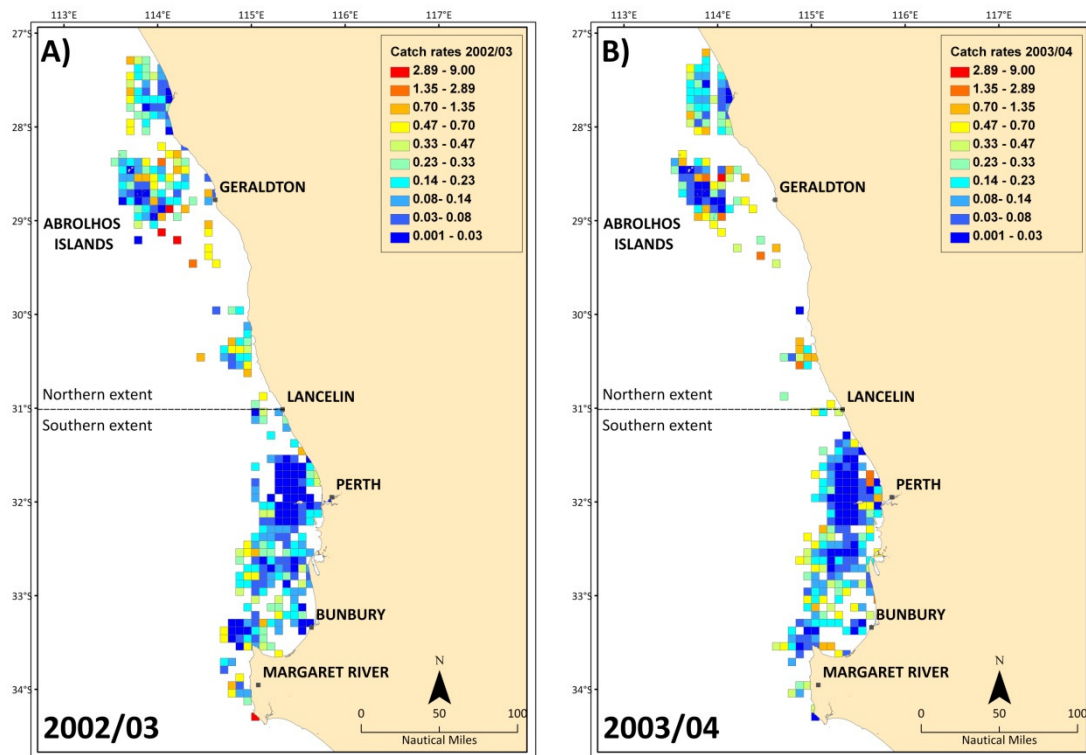 113°E 114°E 115°E 116°E 117°E
27°S
28°S
29°S
30°S
31°S
32°S
33°S
34°S
A)
Catch rates 2002/03
2.89 - 9.00
1.35 - 2.89
0.70 - 1.35
0.47 - 0.70
0.33 - 0.47
0.23 - 0.33
0.14 - 0.23
0.08- 0.14
0.03- 0.08
0.001 - 0.03
GERALDTON
ABROLHOS
ISLANDS
Northern extent
LANCELIN
Southern extent
PERTH
BUNBURY
MARGARET RIVER
N
2002/03
0 50 100
Nautical Miles
113°E 114°E 115°E 116°E 117°E
27°S
28°S
29°S
30°S
31°S
32°S
33°S
34°S
B)
Catch rates 2003/04
2.89 - 9.00
1.35 - 2.89
0.70 - 1.35
0.47 - 0.70
0.33 - 0.47
0.23 - 0.33
0.14 - 0.23
0.08- 0.14
0.03- 0.08
0.001 - 0.03
GERALDTON
ABROLHOS
ISLANDS
Northern extent
LANCELIN
Southern extent
PERTH
BUNBURY
MARGARET RIVER
N
2003/04
0 50 100
Nautical Miles